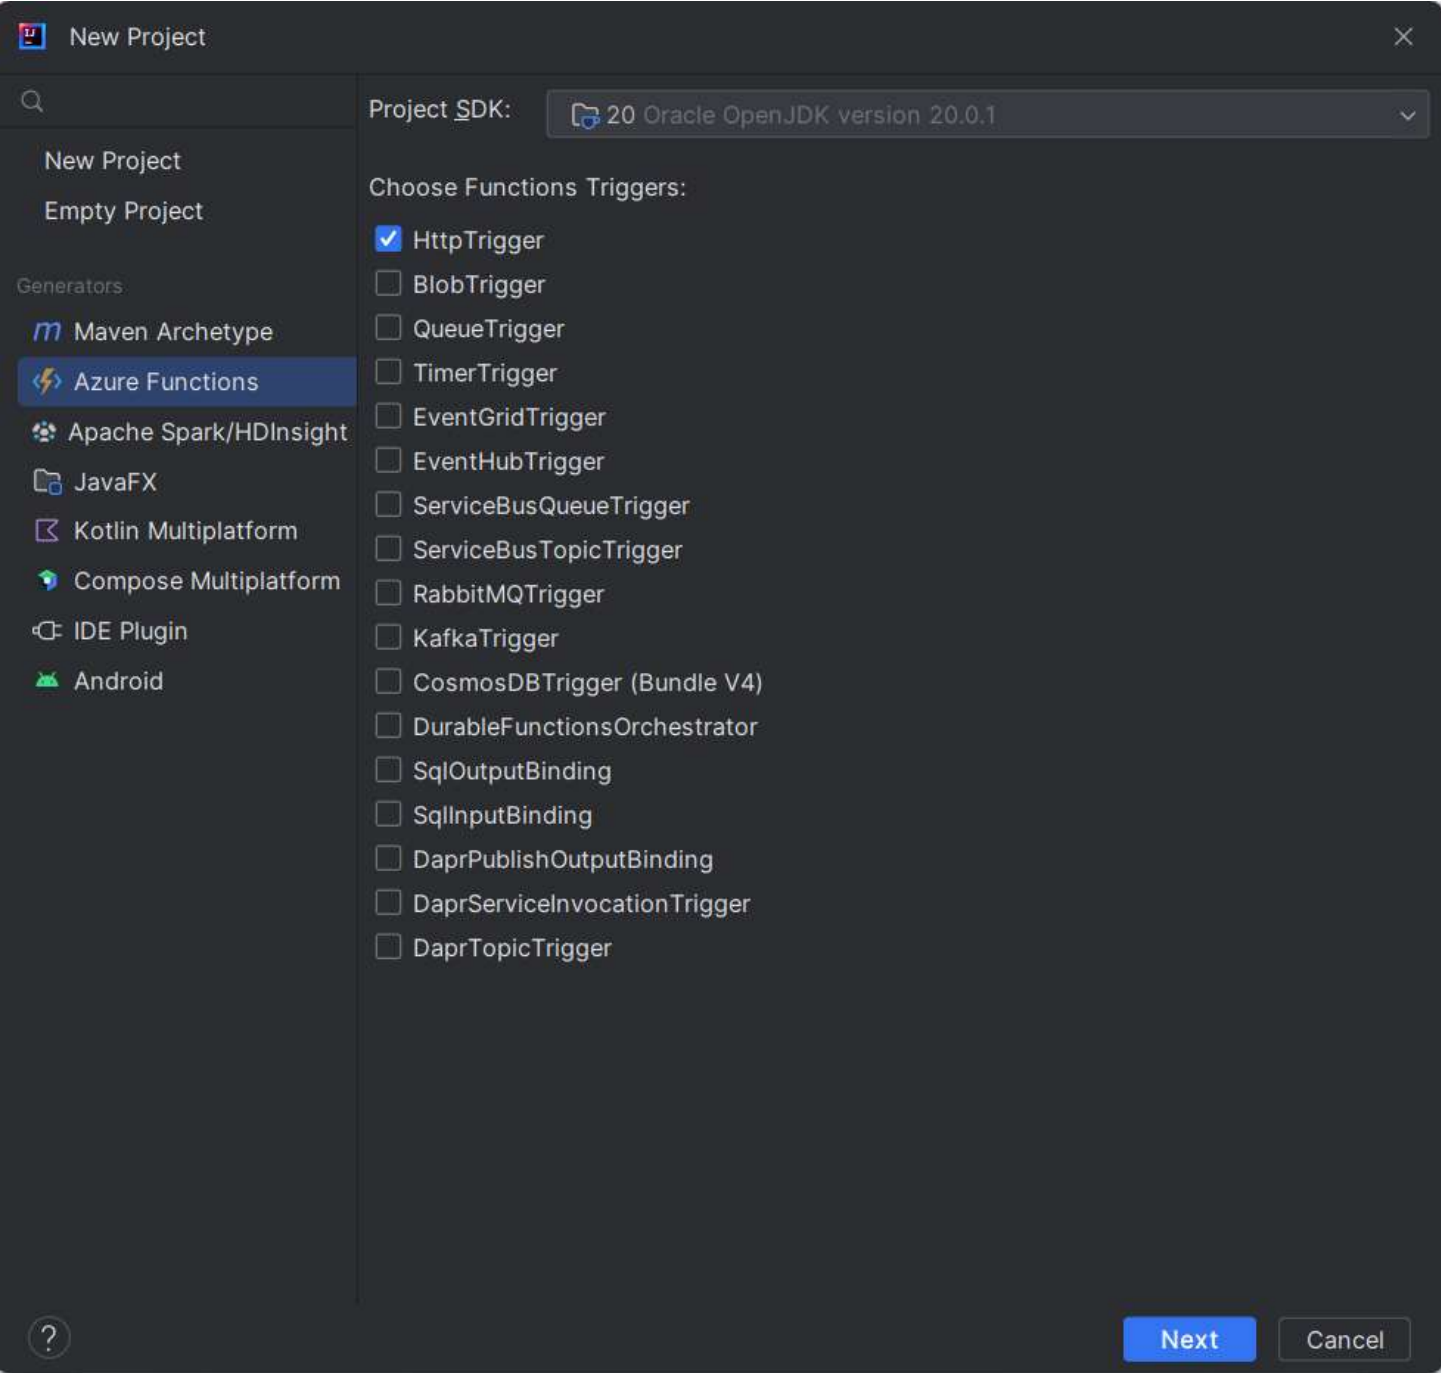 New Project
New Project
Empty Project
Generators
Maven Archetype
Azure Functions
Apache Spark/HDInsight
JavaFX
Kotlin Multiplatform
Compose Multiplatform
IDE Plugin
Android
Project SDK:
20 Oracle OpenJDK version 20.0.1
Choose Functions Triggers:
HttpTrigger
BlobTrigger
QueueTrigger
TimerTrigger
EventGridTrigger
EventHubTrigger
ServiceBusQueueTrigger
ServiceBusTopicTrigger
RabbitMQTrigger
KafkaTrigger
CosmosDBTrigger (Bundle V4)
DurableFunctionsOrchestrator
SqlOutputBinding
SqlInputBinding
DaprPublishOutputBinding
DaprServiceInvocationTrigger
DaprTopicTrigger
?
Next
Cancel